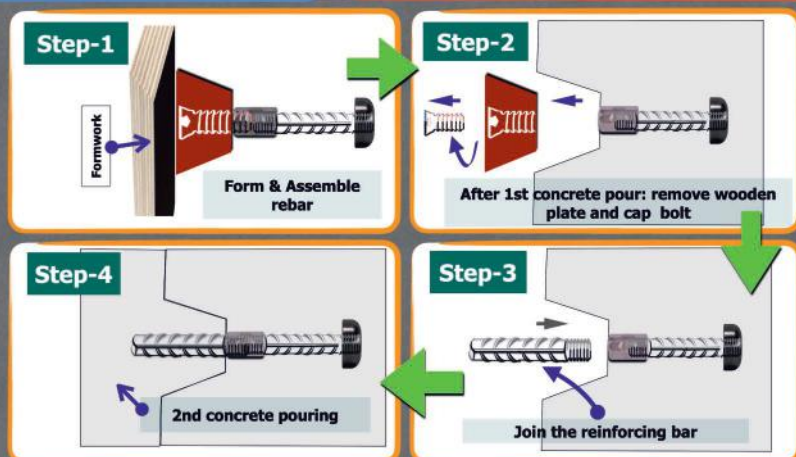 Step-1
Formwork
Form & Assemble
rebar
Step-2
After 1st concrete pour: remove wooden
plate and cap bolt
Step-3
Join the reinforcing bar
Step-4
2nd concrete pouring